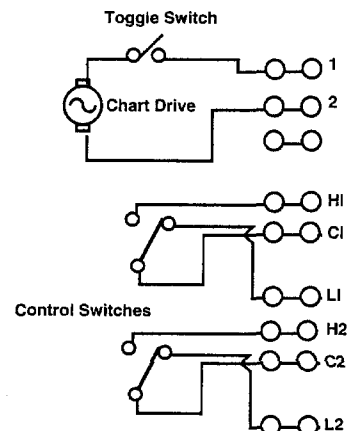 Toggle Switch
1
Chart Drive
2
HI
CI
LI
Control Switches
H2
C2
L2